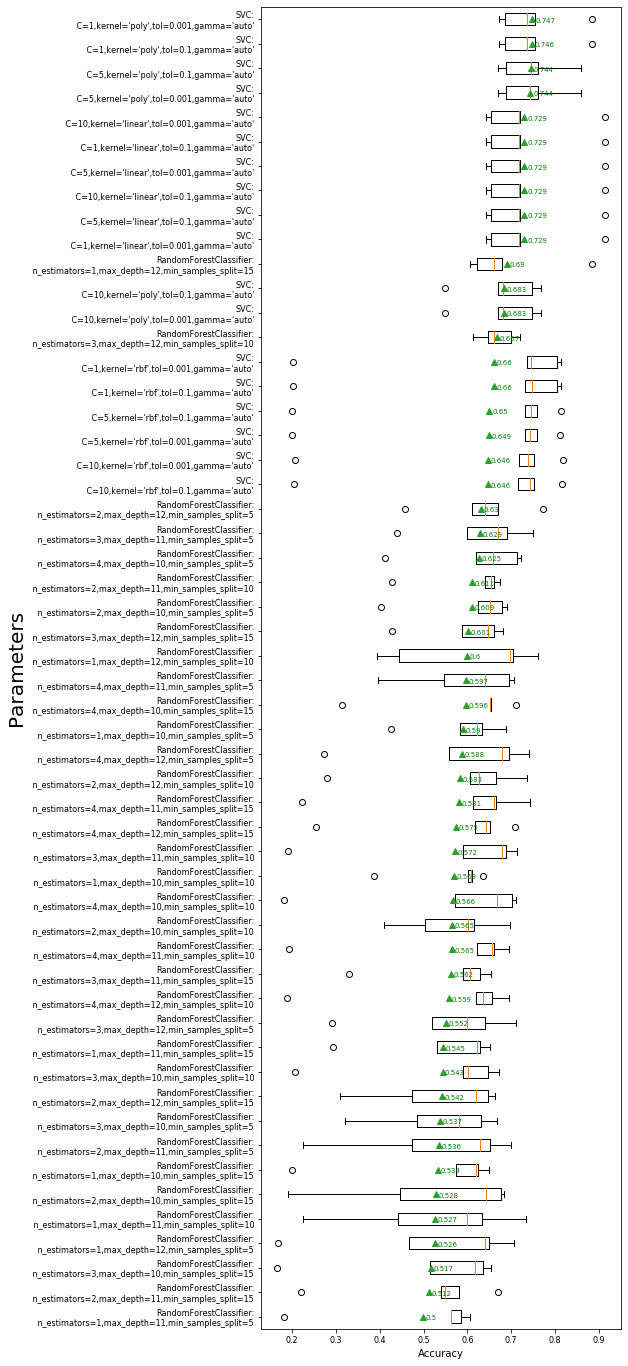 SVC:
C=1,kernel='poly',tol=0.001,gamma='auto'
0.747
SVC:
C=1,kernel='poly',tol=0.1,gamma='auto'
0.746
SVC:
C=5,kernel='poly',tol=0.1,gamma='auto'
0.744
SVC:
C=5,kernel='poly',tol=0.001,gamma='auto'
0.744
SVC:
C=10,kernel='linear',tol=0.001,gamma='auto'
0.729
SVC:
C=1,kernel='linear',tol=0.1,gamma='auto'
0.729
SVC:
C=5,kernel='linear',tol=0.001,gamma='auto'
0.729
SVC:
C=10,kernel='linear',tol=0.1,gamma='auto'
0.729
SVC:
C=5,kernel='linear',tol=0.1,gamma='auto'
0.729
SVC:
C=1,kernel='linear',tol=0.001,gamma='auto'
0.729
RandomForestClassifier:
n_estimators=1,max_depth=12,min_samples_split=15
0.69
SVC:
C=10,kernel='poly',tol=0.1,gamma='auto'
0.683
SVC:
C=10,kernel='poly',tol=0.001,gamma='auto'
0.683
RandomForestClassifier:
n_estimators=3,max_depth=12,min_samples_split=10
SVC:
C=1,kernel='rbf',tol=0.001,gamma='auto'
0.66
SVC:
C=1,kernel='rbf',tol=0.1,gamma='auto'
0.66
SVC:
C=5,kernel='rbf',tol=0.1,gamma='auto'
0.65
SVC:
C=5,kernel='rbf',tol=0.001,gamma='auto'
0.649
SVC:
C=10,kernel='rbf',tol=0.001,gamma='auto'
0.646
SVC:
C=10,kernel='rbf',tol=0.1,gamma='auto'
0.646
RandomForestClassifier:
n_estimators=2,max_depth=12,min_samples_split=5
0.63
RandomForestClassifier:
n_estimators=3,max_depth=11,min_samples_split=5
0.629
RandomForestClassifier:
n_estimators=4,max_depth=10,min_samples_split=5
0.625
RandomForestClassifier:
n_estimators=2,max_depth=11,min_samples_split=10
0.611
RandomForestClassifier:
n_estimators=2,max_depth=10,min_samples_split=5
0.609
RandomForestClassifier:
n_estimators=3,max_depth=12,min_samples_split=15
0.601
RandomForestClassifier:
n_estimators=1,max_depth=12,min_samples_split=10
0.6
RandomForestClassifier:
n_estimators=4,max_depth=11,min_samples_split=5
0.597
RandomForestClassifier:
n_estimators=4,max_depth=10,min_samples_split=15
0.596
RandomForestClassifier:
n_estimators=1,max_depth=10,min_samples_split=5
0.59
RandomForestClassifier:
n_estimators=4,max_depth=12,min_samples_split=5
0.588
RandomForestClassifier:
n_estimators=2,max_depth=12,min_samples_split=10
0.583
RandomForestClassifier:
n_estimators=4,max_depth=11,min_samples_split=15
0.581
RandomForestClassifier:
n_estimators=4,max_depth=12,min_samples_split=15
0.575
RandomForestClassifier:
n_estimators=3,max_depth=11,min_samples_split=10
0.572
RandomForestClassifier:
n_estimators=1,max_depth=10,min_samples_split=10
0.569
RandomForestClassifier:
n_estimators=4,max_depth=10,min_samples_split=10
0.566
RandomForestClassifier:
n_estimators=2,max_depth=10,min_samples_split=10
0.565
RandomForestClassifier:
n_estimators=4,max_depth=11,min_samples_split=10
0.565
RandomForestClassifier:
n_estimators=3,max_depth=11,min_samples_split=15
0.562
RandomForestClassifier:
n_estimators=4,max_depth=12,min_samples_split=10
0.559
RandomForestClassifier:
n_estimators=3,max_depth=12,min_samples_split=5
0.552
RandomForestClassifier:
n_estimators=1,max_depth=11,min_samples_split=15
0.545
RandomForestClassifier:
n_estimators=3,max_depth=10,min_samples_split=10
0.543
RandomForestClassifier:
n_estimators=2,max_depth=12,min_samples_split=15
0.542
RandomForestClassifier:
n_estimators=3,max_depth=10,min_samples_split=5
0.537
RandomForestClassifier:
n_estimators=2,max_depth=11,min_samples_split=5
0.536
RandomForestClassifier:
n_estimators=1,max_depth=10,min_samples_split=15
0.534
RandomForestClassifier:
n_estimators=2,max_depth=10,min_samples_split=15
0.528
RandomForestClassifier:
n_estimators=1,max_depth=11,min_samples_split=10
0.527
RandomForestClassifier:
n_estimators=1,max_depth=12,min_samples_split=5
0.526
RandomForestClassifier:
n_estimators=3,max_depth=10,min_samples_split=15
0.517
RandomForestClassifier:
n_estimators=2,max_depth=11,min_samples_split=15
0.512
RandomForestClassifier:
n_estimators=1,max_depth=11,min_samples_split=5
0.5
Parameters
0.2 0.3 0.4 0.5 0.6 0.7 0.8 0.9
Accuracy